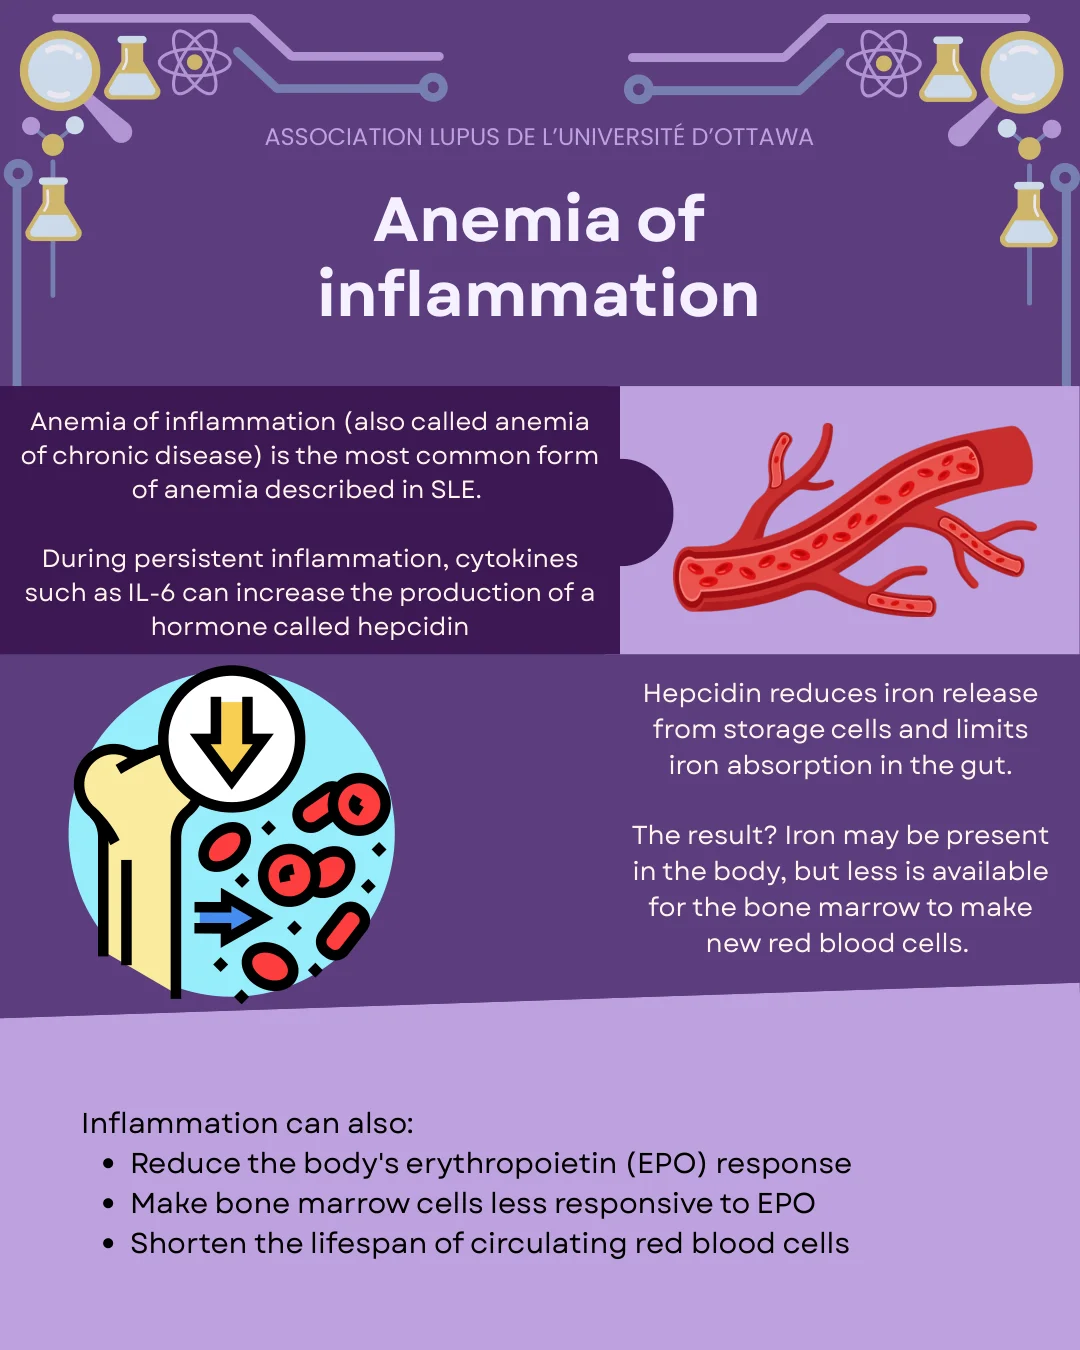 ASSOCIATION LUPUS DE L’UNIVERSITÉ D’OTTAWA
Anemia of
inflammation
Anemia of inflammation (also called anemia
of chronic disease) is the most common form
of anemia described in SLE.
During persistent inflammation, cytokines
such as IL-6 can increase the production of a
hormone called hepcidin
Hepcidin reduces iron release
from storage cells and limits
iron absorption in the gut.
The result? Iron may be present
in the body, but less is available
for the bone marrow to make
new red blood cells.
Inflammation can also:
• Reduce the body's erythropoietin (EPO) response
• Make bone marrow cells less responsive to EPO
• Shorten the lifespan of circulating red blood cells